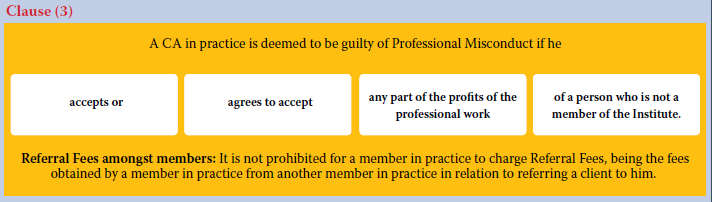 Clause (3)
A CA in practice is deemed to be guilty of Professional Misconduct if he
accepts or
agrees to accept
any part of the profits of the
professional work
of a person who is not a
member of the Institute.
Referral Fees amongst members: It is not prohibited for a member in practice to charge Referral Fees, being the fees
obtained by a member in practice from another member in practice in relation to referring a client to him.